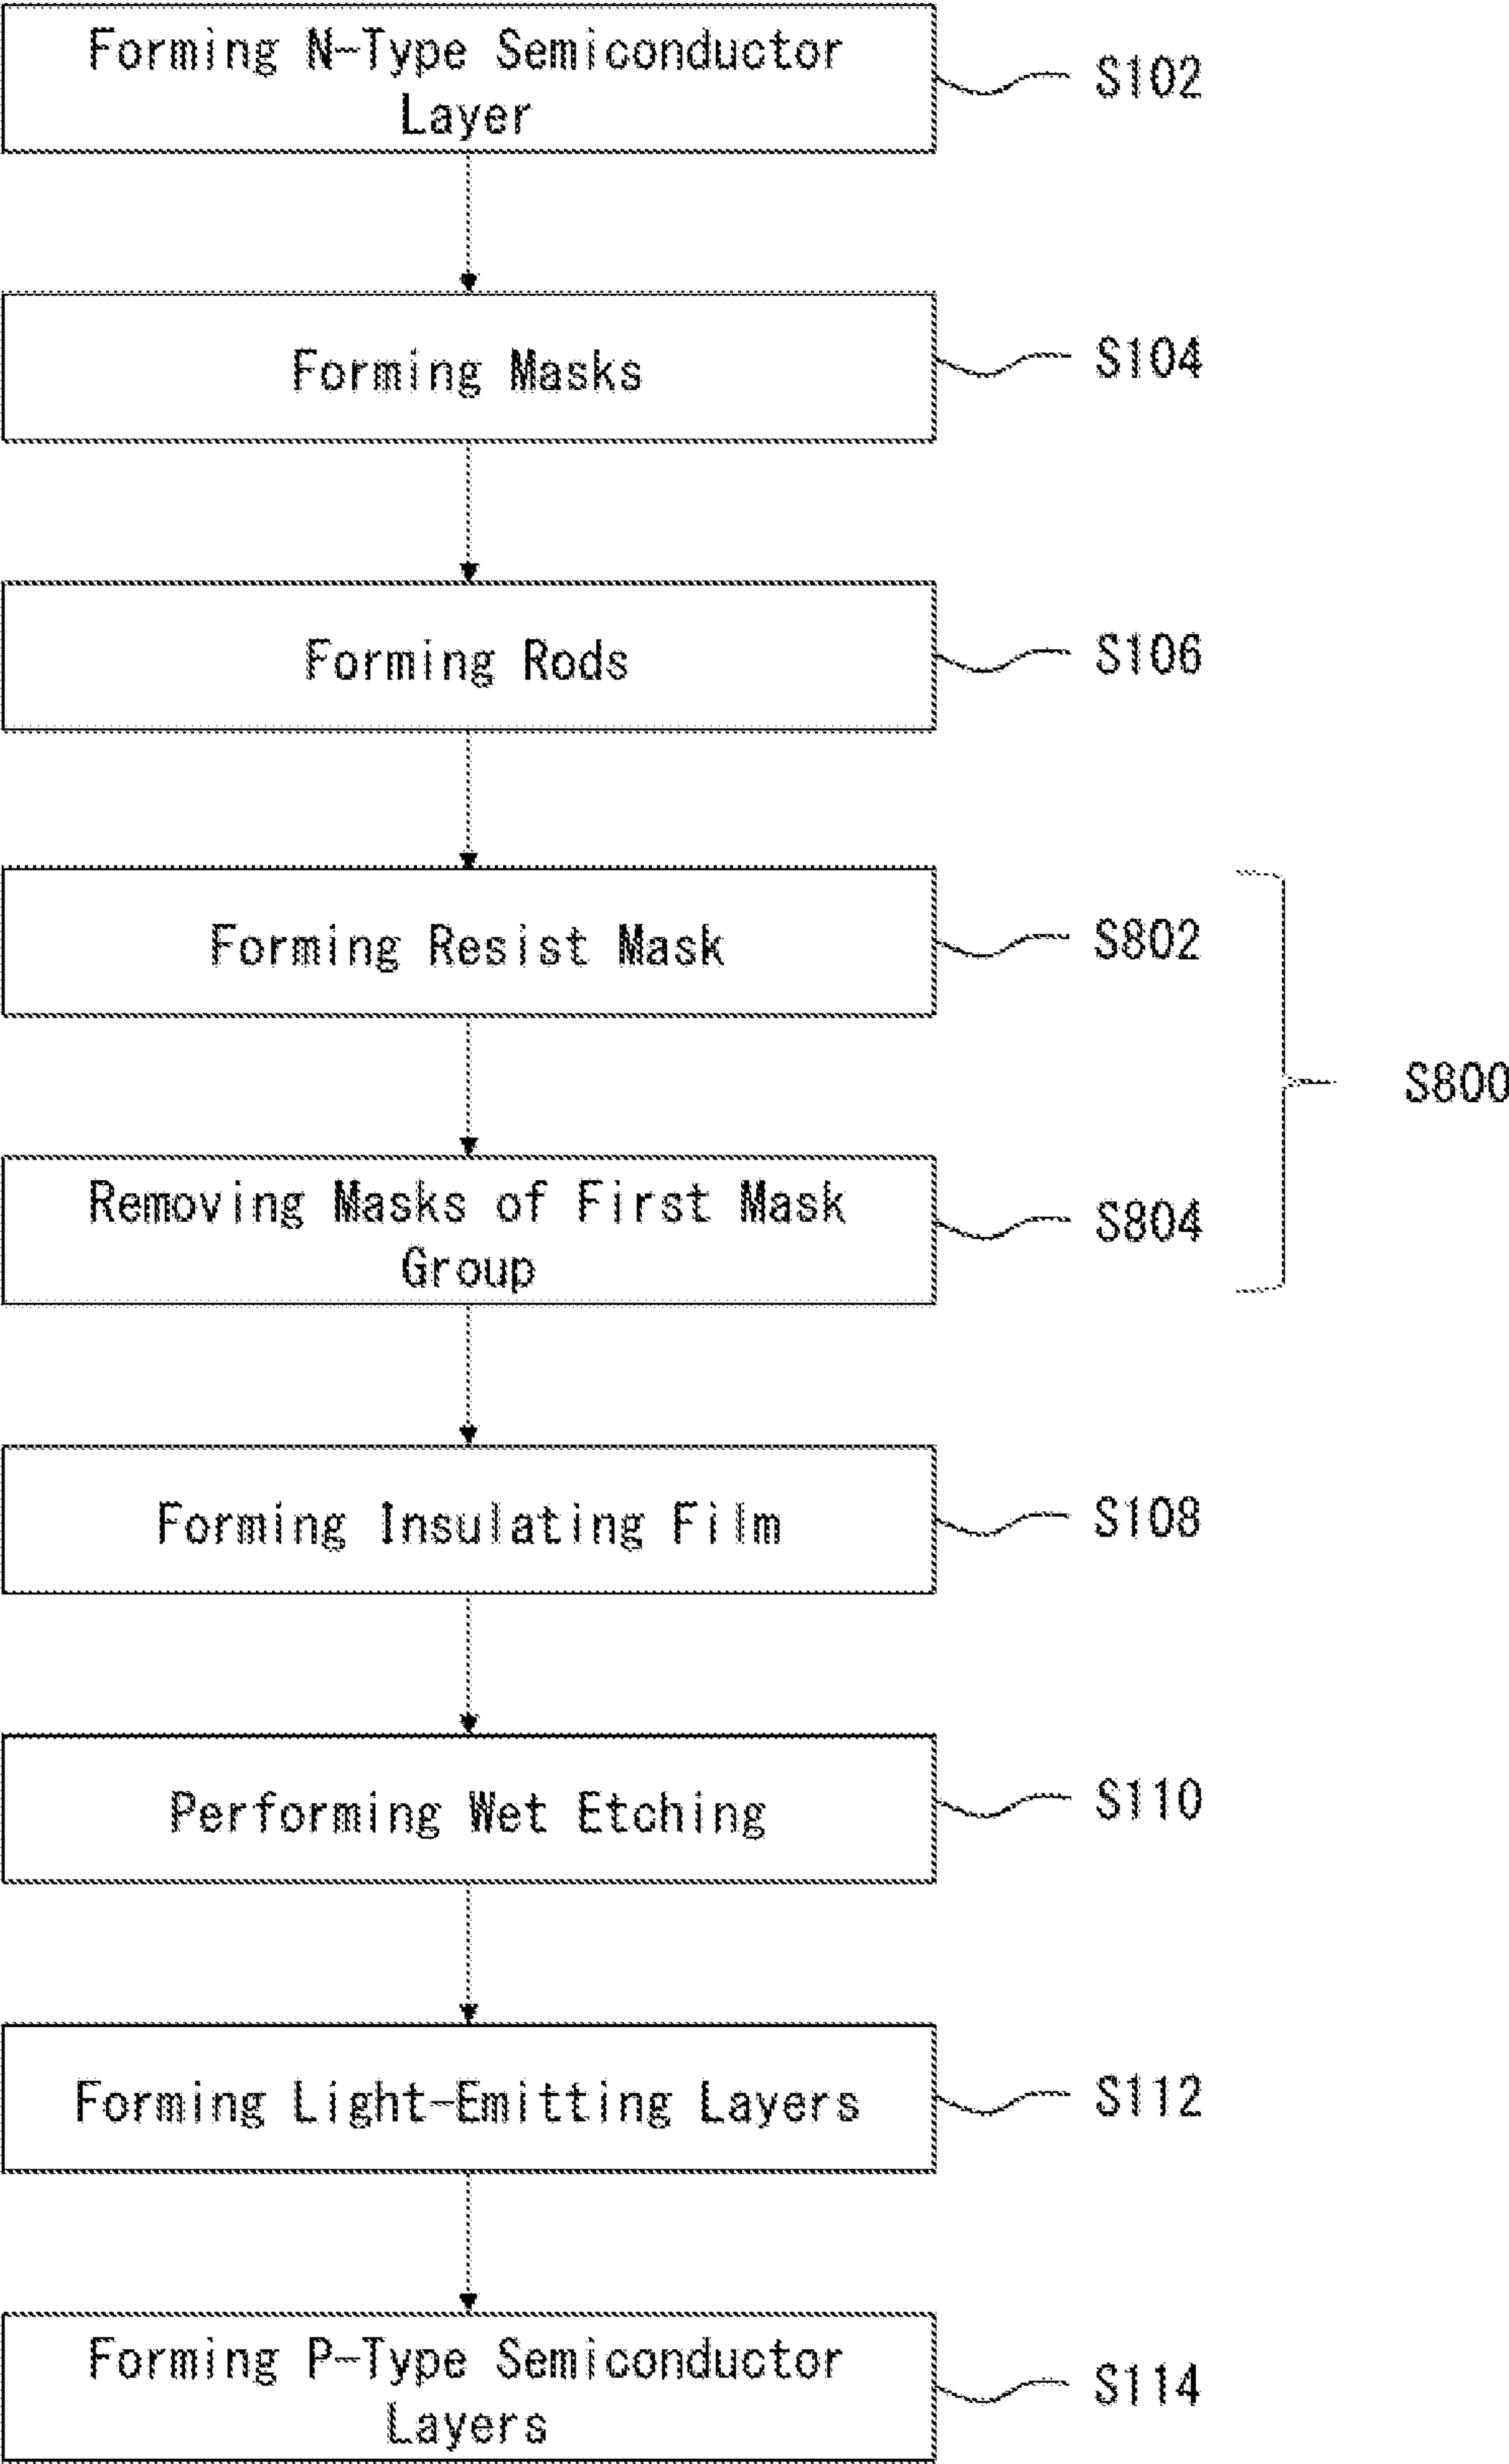 Forming N-Type Semiconductor
Layer
S102
Forming Masks
S104
Forming Rods
S106
Forming Resist Mask
S802
S800
Removing Masks of First Mask
Group
S804
Forming Insulating Film
S108
Performing Wet Etching
S110
Forming Light-Emitting Layers
S112
Forming P-Type Semiconductor
Layers
S114